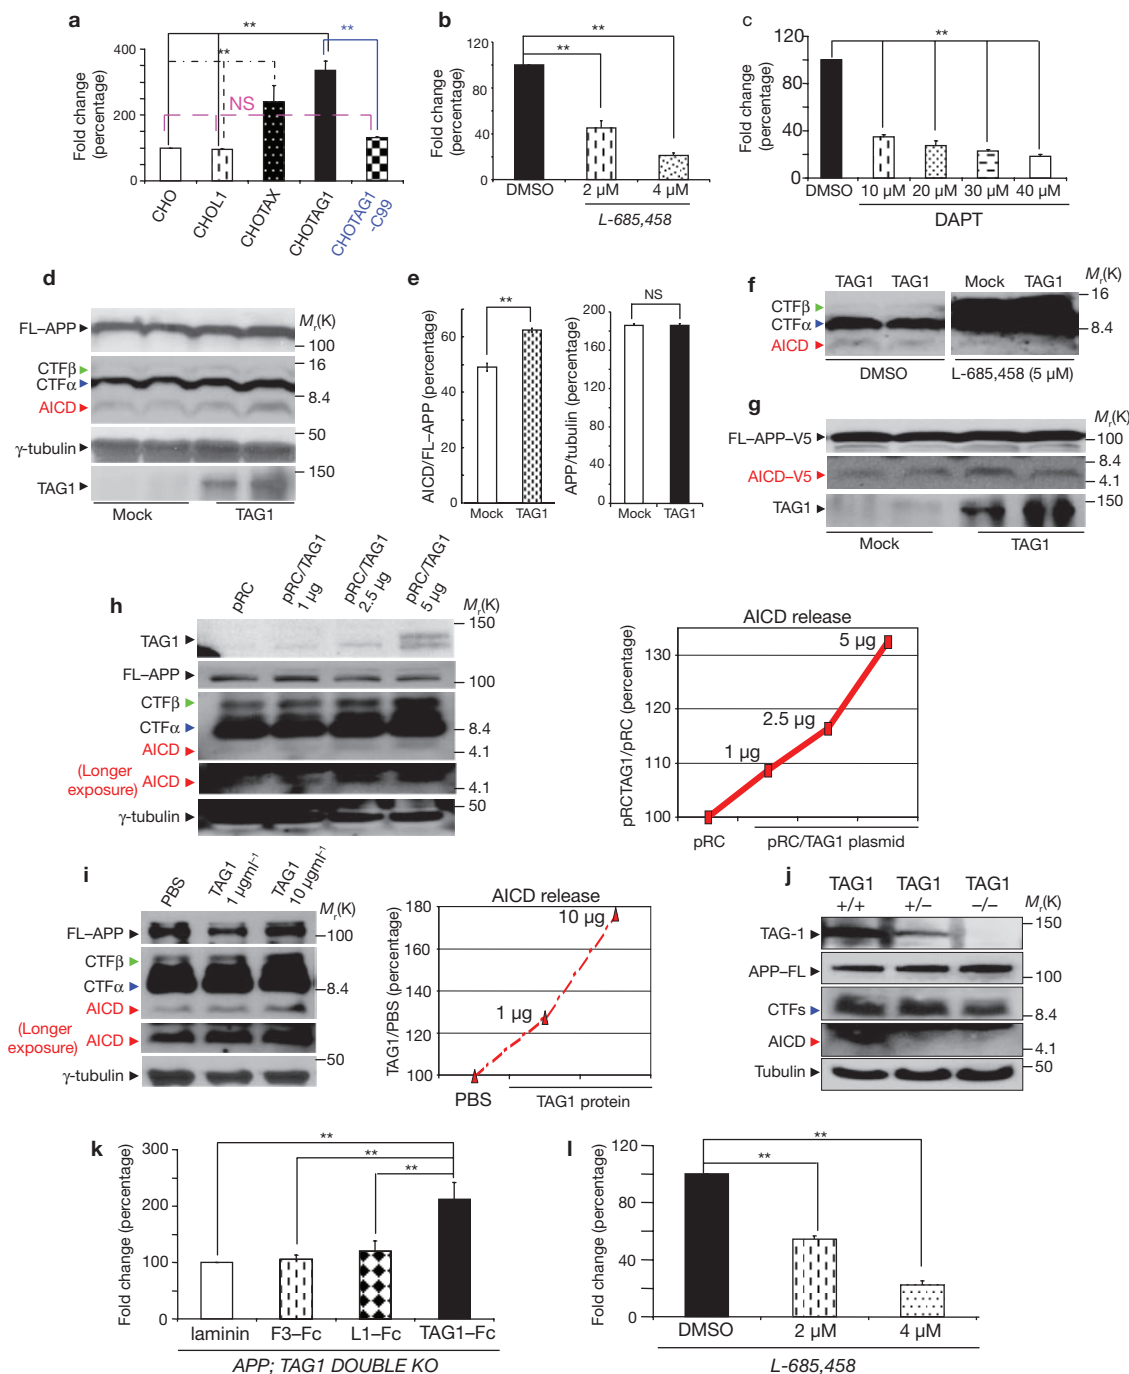 a
Fold change
(percentage)
400
300
200
100
0
**
**
**
NS
CHO
CHOL1
CHOTAX
CHOTAG1
CHOTAG1
-C99
b
Fold change
(percentage)
120
80
40
0
**
**
DMSO
2 µM
4 µM
L-685,458
c
Fold change
(percentage)
120
100
80
60
40
20
0
**
DMSO
10 µM
20 µM
30 µM
40 µM
DAPT
d
FL–APP
CTFβ
CTFα
AICD
γ-tubulin
TAG1
Mr(K)
100
16
8.4
50
150
Mock
TAG1
e
AICD/FL–APP (percentage)
60
40
20
0
**
Mock
TAG1
APP/tubulin (percentage)
200
160
120
80
40
0
NS
Mock
TAG1
f
TAG1
TAG1
Mock
TAG1
Mr(K)
CTFβ
CTFα
AICD
16
8.4
DMSO
L-685,458 (5 µM)
g
Mr(K)
FL–APP–V5
100
AICD–V5
8.4
4.1
TAG1
150
Mock
TAG1
h
pRC
pRC/TAG1
1 µg
pRC/TAG1
2.5 µg
pRC/TAG1
5 µg
Mr(K)
TAG1
150
FL–APP
100
CTFβ
CTFα
8.4
AICD
4.1
(Longer
exposure)
AICD
4.1
γ-tubulin
50
AICD release
pRCTAG1/pRC (percentage)
130
120
110
100
1 µg
2.5 µg
5 µg
pRC
pRC/TAG1 plasmid
i
PBS
TAG1
1 µgml−1
TAG1
10 µgml−1
Mr(K)
FL–APP
100
CTFβ
CTFα
8.4
AICD
(Longer
exposure)
AICD
γ-tubulin
50
AICD release
TAG1/PBS (percentage)
180
160
140
120
100
1 µg
10 µg
PBS
TAG1 protein
j
TAG1
+/+
TAG1
+/−
TAG1
−/−
Mr(K)
TAG-1
150
APP–FL
100
CTFs
8.4
AICD
4.1
Tubulin
50
k
Fold change (percentage)
300
200
100
0
**
**
**
laminin
F3–Fc
L1–Fc
TAG1–Fc
APP; TAG1 DOUBLE KO
l
Fold change (percentage)
120
80
40
0
**
**
DMSO
2 µM
4 µM
L-685,458